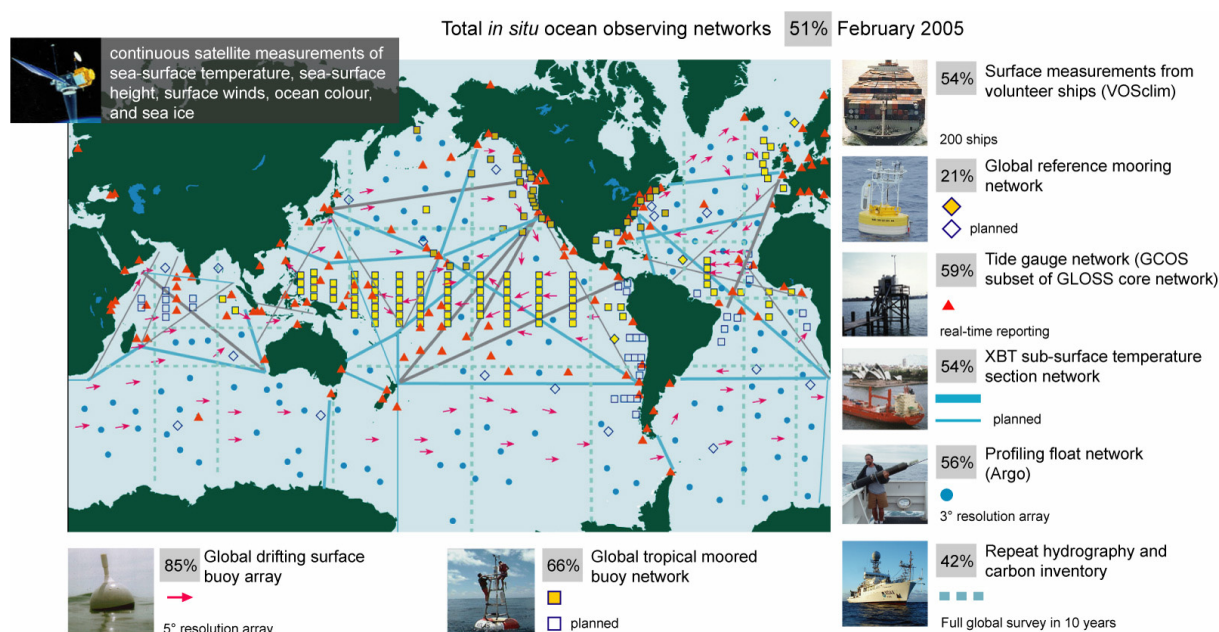 Total in situ ocean observing networks 51% February 2005
continuous satellite measurements of
sea-surface temperature, sea-surface
height, surface winds, ocean colour,
and sea ice
54% Surface measurements from
volunteer ships (VOSclim)
200 ships
21% Global reference mooring
network
planned
59% Tide gauge network (GCOS
subset of GLOSS core network)
real-time reporting
54% XBT sub-surface temperature
section network
planned
56% Profiling float network
(Argo)
3° resolution array
42% Repeat hydrography and
carbon inventory
Full global survey in 10 years
85% Global drifting surface
buoy array
5° resolution array
66% Global tropical moored
buoy network
planned